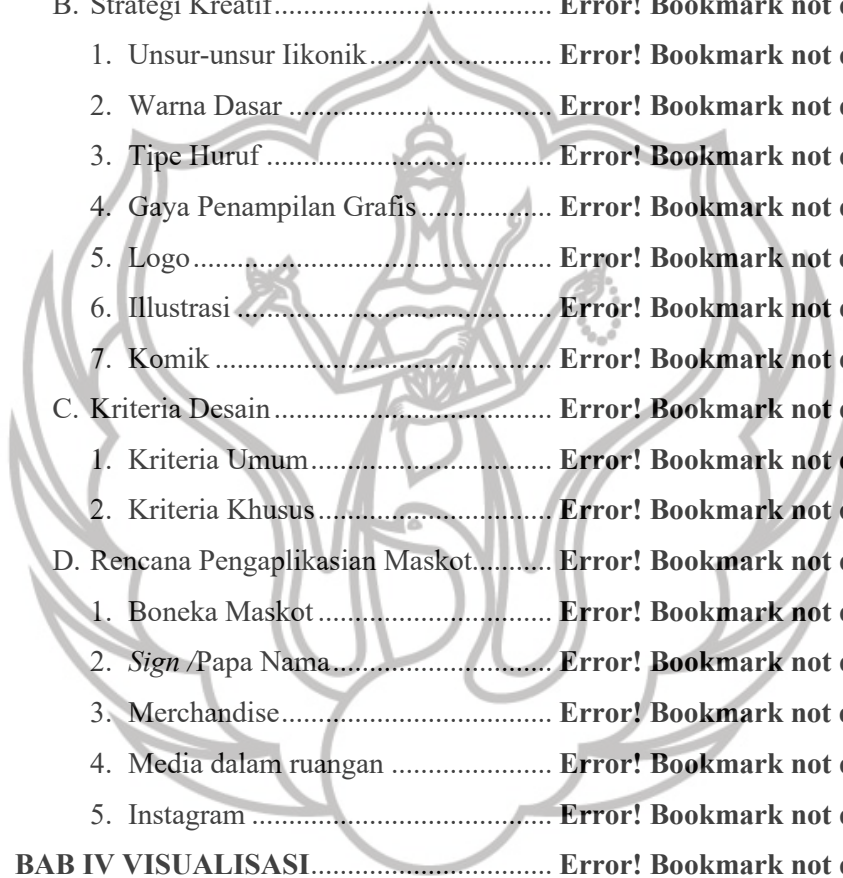 B. Strategi Kreatif.................................... Error! Bookmark not
1. Unsur-unsur Iikonik........................ Error! Bookmark not
2. Warna Dasar .................................. Error! Bookmark not
3. Tipe Huruf ..................................... Error! Bookmark not
4. Gaya Penampilan Grafis................. Error! Bookmark not
5. Logo............................................... Error! Bookmark not
6. Illustrasi......................................... Error! Bookmark not
7. Komik ............................................ Error! Bookmark not
C. Kriteria Desain.................................... Error! Bookmark not
1. Kriteria Umum................................ Error! Bookmark not
2. Kriteria Khusus............................... Error! Bookmark not
D. Rencana Pengaplikasian Maskot.......... Error! Bookmark not
1. Boneka Maskot .............................. Error! Bookmark not
2. Sign /Papa Nama............................. Error! Bookmark not
3. Merchandise................................... Error! Bookmark not
4. Media dalam ruangan ..................... Error! Bookmark not
5. Instagram ....................................... Error! Bookmark not
BAB IV VISUALISASI............................... Error! Bookmark not